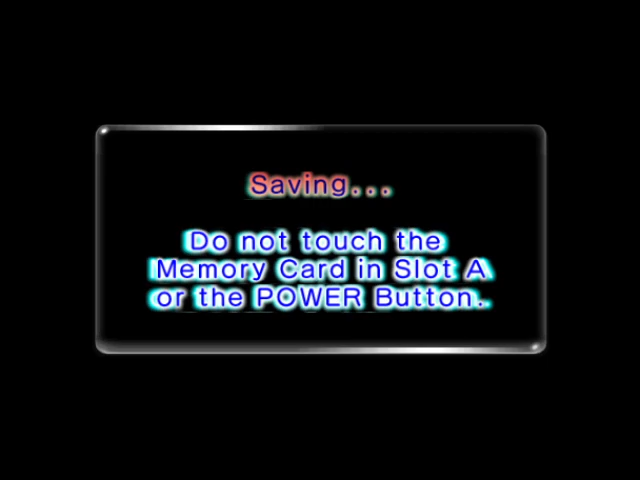 Saving...
Do not touch the
Memory Card in Slot A
or the POWER Button.